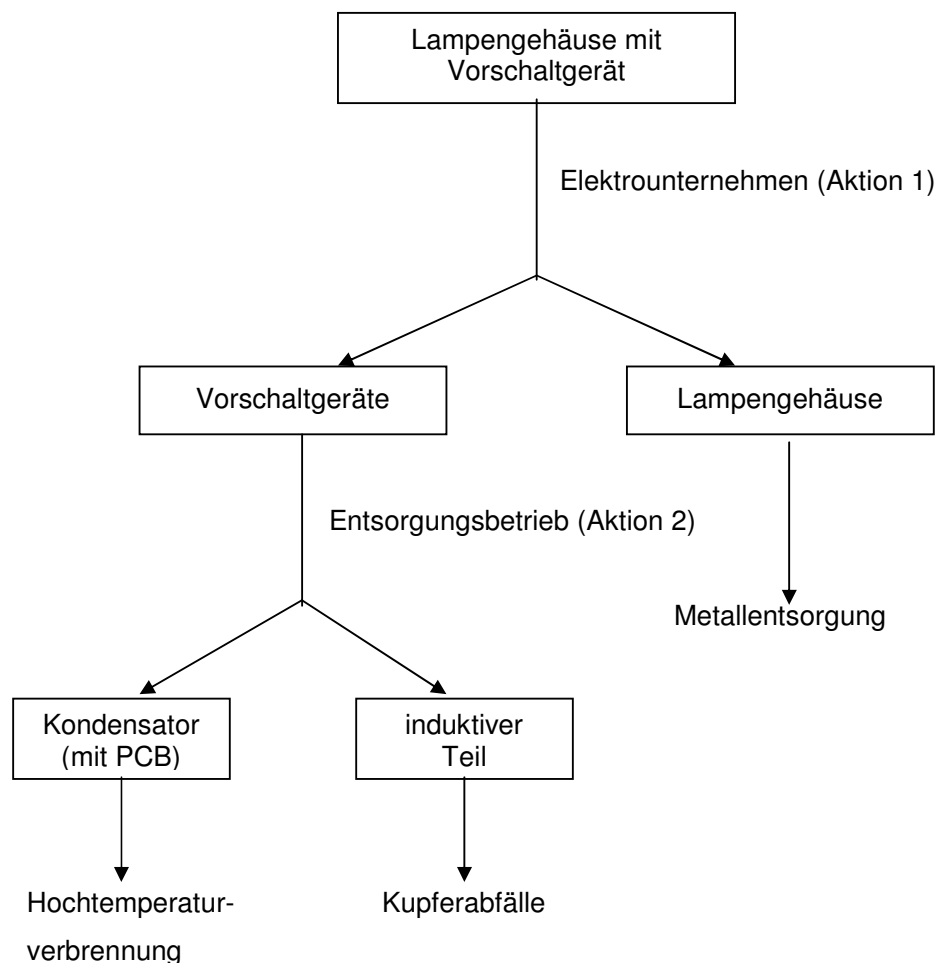 Lampengehäuse mit
Vorschaltgerät
Elektrounternehmen (Aktion 1)
Vorschaltgeräte
Lampengehäuse
Entsorgungsbetrieb (Aktion 2)
Metallentsorgung
Kondensator
(mit PCB)
induktiver
Teil
Hochtemperatur-
verbrennung
Kupferabfälle